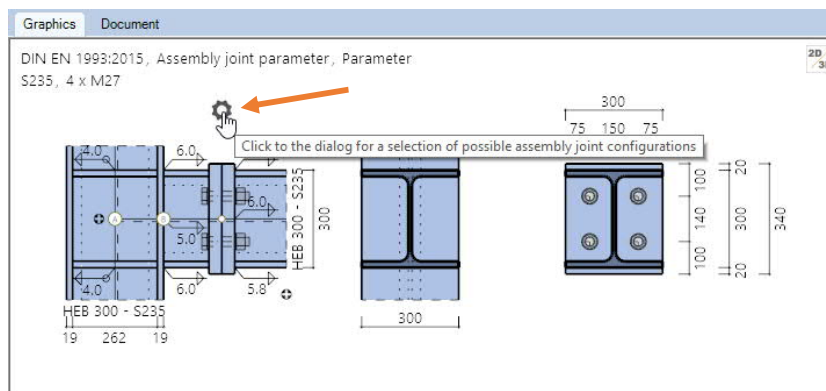 Graphics Document
DIN EN 1993:2015, Assembly joint parameter, Parameter
S235, 4 x M27
2D
/3D
Click to the dialog for a selection of possible assembly joint configurations
4.0
6.0
5.8
6.0
5.0
A
B
4.0
6.0
5.8
HEB 300 - S235
300
HEB 300 - S235
19 262 19
300
300
75 150 75
100
140
100
20
300
20
340